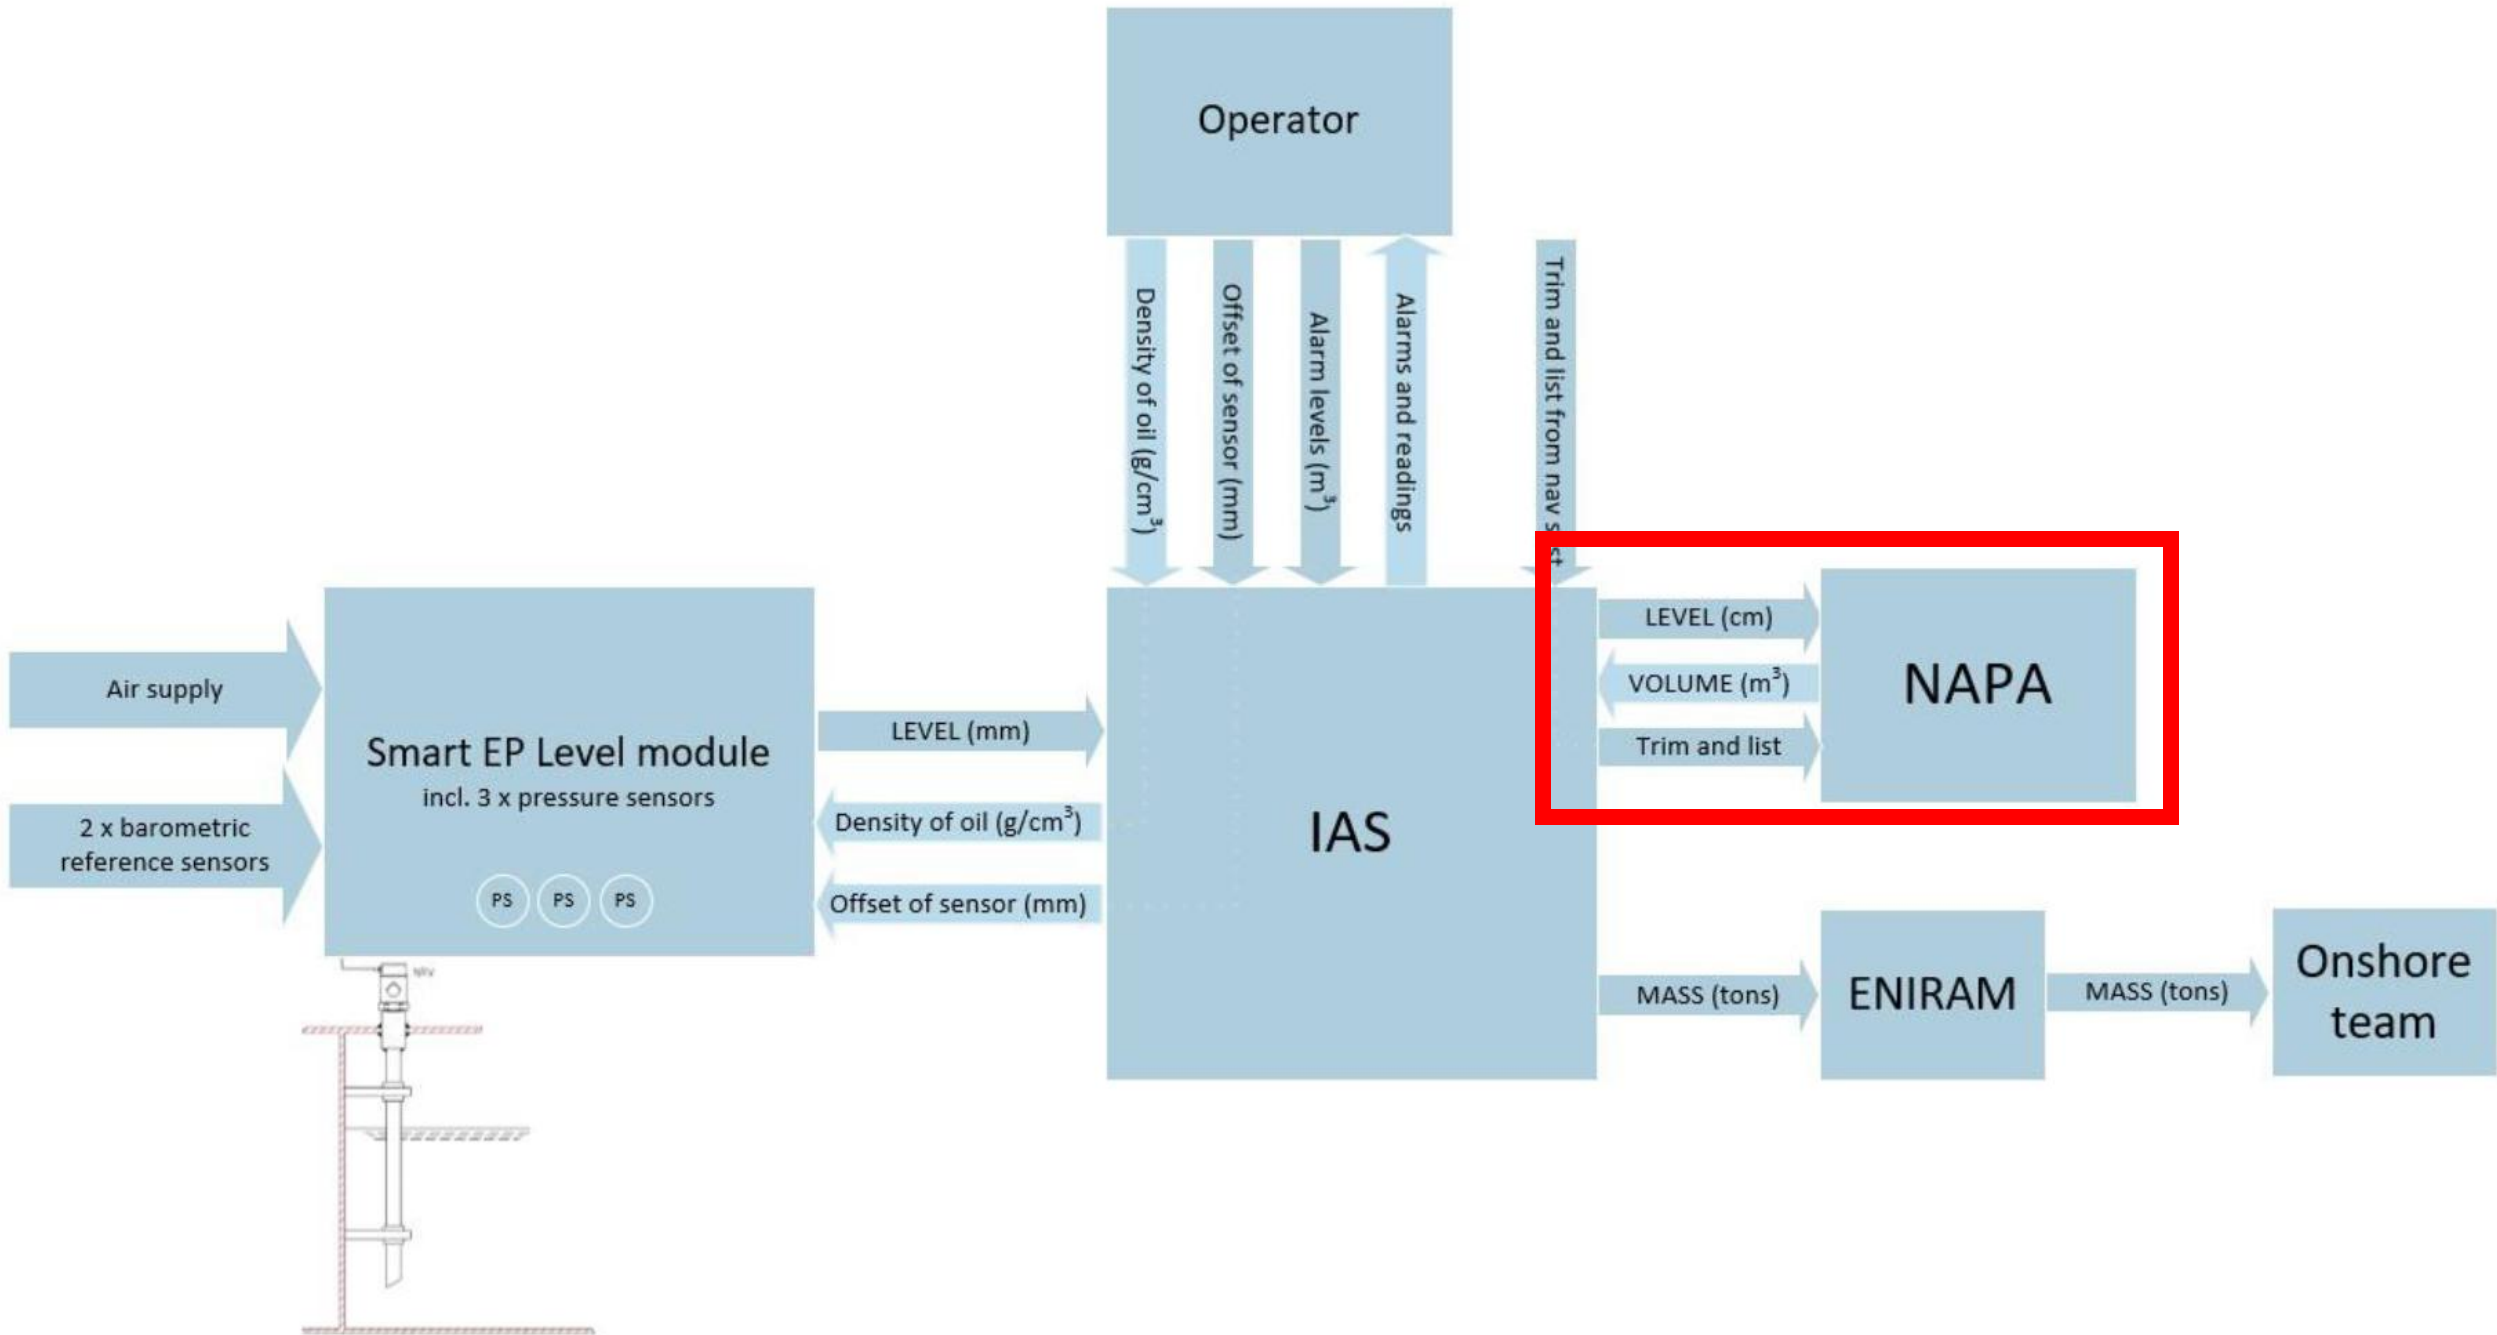 Operator
Density of oil (g/cm³)
Offset of sensor (mm)
Alarm levels (m³)
Alarms and readings
Trim and list from nav
LEVEL (cm)
VOLUME (m³)
Trim and list
NAPA
Air supply
2 x barometric
reference sensors
Smart EP Level module
incl. 3 x pressure sensors
PS PS PS
LEVEL (mm)
Density of oil (g/cm³)
Offset of sensor (mm)
IAS
MASS (tons)
ENIRAM
MASS (tons)
Onshore
team
NRV